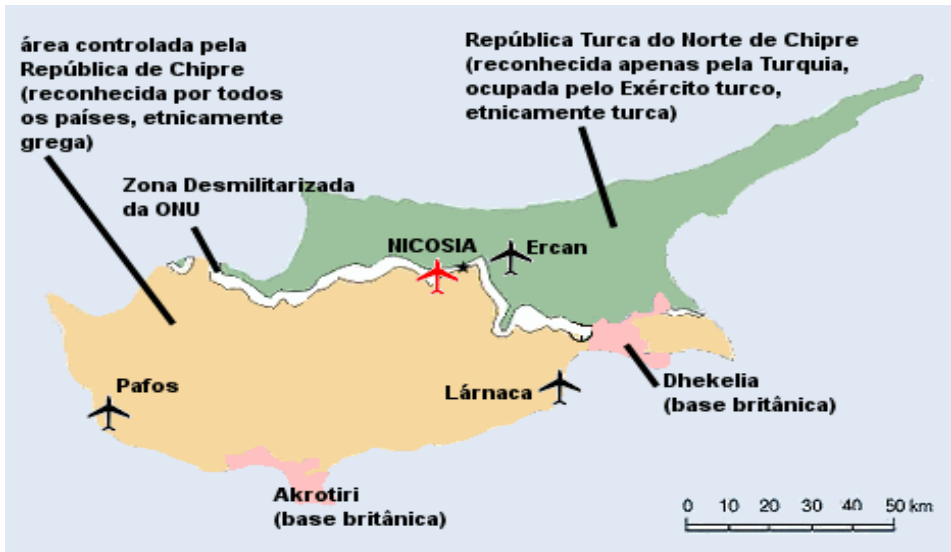 área controlada pela
República de Chipre
(reconhecida por todos
os países, etnicamente
grega)
República Turca do Norte de Chipre
(reconhecida apenas pela Turquia,
ocupada pelo Exército turco,
etnicamente turca)
Zona Desmilitarizada
da ONU
NICOSIA
Ercan
Pafos
Lárnaca
Dhekelia
(base britânica)
Akrotiri
(base britânica)
0 10 20 30 40 50 km